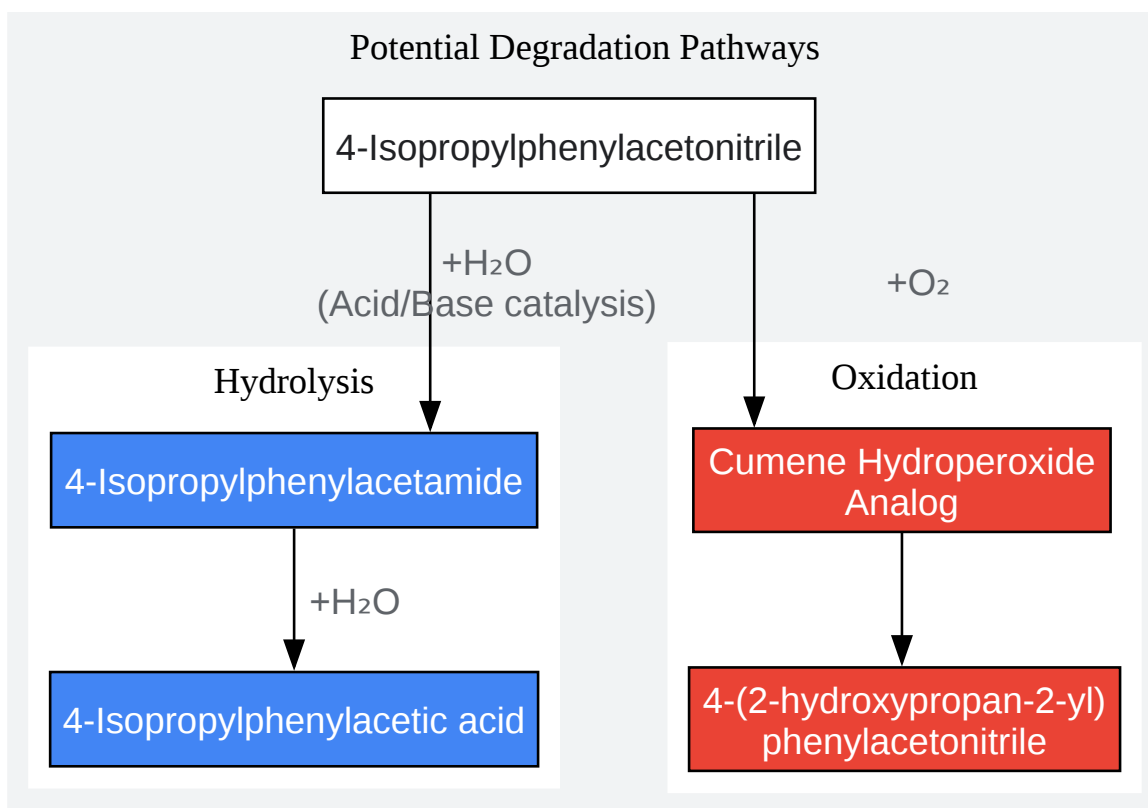 Potential Degradation Pathways
4-Isopropylphenylacetonitrile
+H₂O
(Acid/Base catalysis)
+O₂
Hydrolysis
4-Isopropylphenylacetamide
+H₂O
4-Isopropylphenylacetic acid
Oxidation
Cumene Hydroperoxide
Analog
4-(2-hydroxypropan-2-yl)
phenylacetonitrile